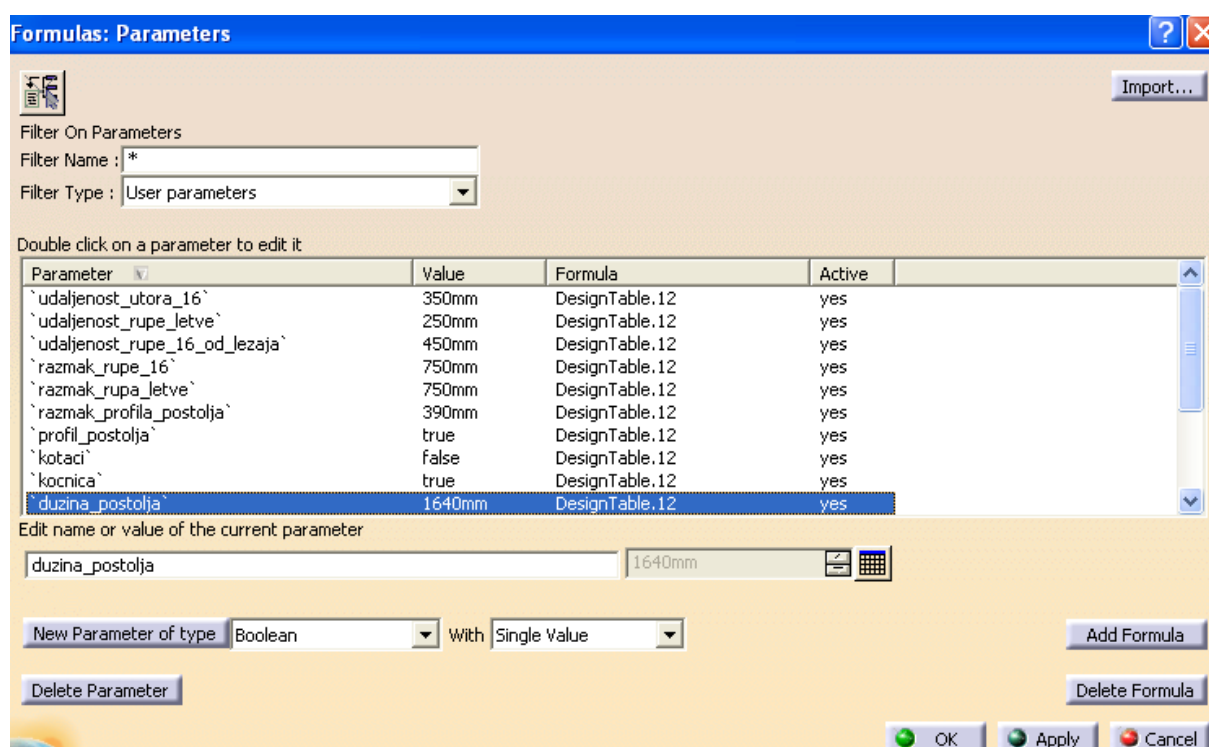 Formulas: Parameters
Import...
Filter On Parameters
Filter Name : *
Filter Type : User parameters
Double click on a parameter to edit it
Parameter Value Formula Active
`udaljenost_utora_16` 350mm DesignTable.12 yes
`udaljenost_rupe_letve` 250mm DesignTable.12 yes
`udaljenost_rupe_16_od_lezaja` 450mm DesignTable.12 yes
`razmak_rupe_16` 750mm DesignTable.12 yes
`razmak_rupa_letve` 750mm DesignTable.12 yes
`razmak_profila_postolja` 390mm DesignTable.12 yes
`profil_postolja` true DesignTable.12 yes
`kotaci` false DesignTable.12 yes
`kocnica` true DesignTable.12 yes
`duzina_postolja` 1640mm DesignTable.12 yes
Edit name or value of the current parameter
duzina_postolja 1640mm
New Parameter of type Boolean With Single Value Add Formula
Delete Parameter Delete Formula
OK Apply Cancel